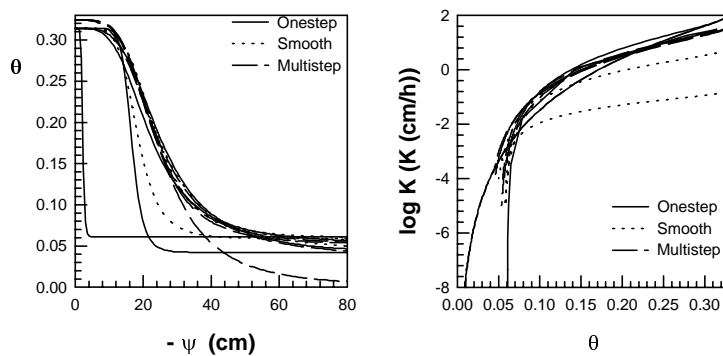 0.30
0.25
0.20
0.15
0.10
0.05
0.00
θ
0
20
40
60
80
- ψ (cm)
Onestep
Smooth
Multistep
2
0
-2
-4
-6
-8
log K (K (cm/h))
0.00
0.05
0.10
0.15
0.20
0.25
0.30
θ
Onestep
Smooth
Multistep